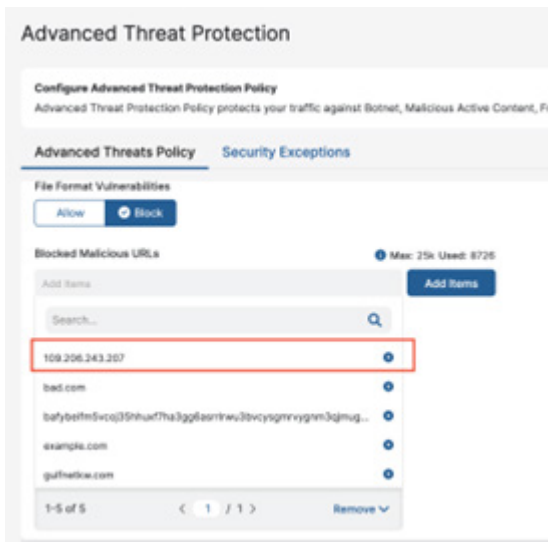 Advanced Threat Protection
Configure Advanced Threat Protection Policy
Advanced Threat Protection Policy protects your traffic against Botnet, Malicious Active Content, F
Advanced Threats Policy Security Exceptions
File Format Vulnerabilities
Allow Block
Blocked Malicious URLs Max: 25k Used: 8726
Add Items Add Items
Search...
109.206.243.207
bad.com
example.com
gulfnetkw.com
1-5 of 5 1 / 1 Remove